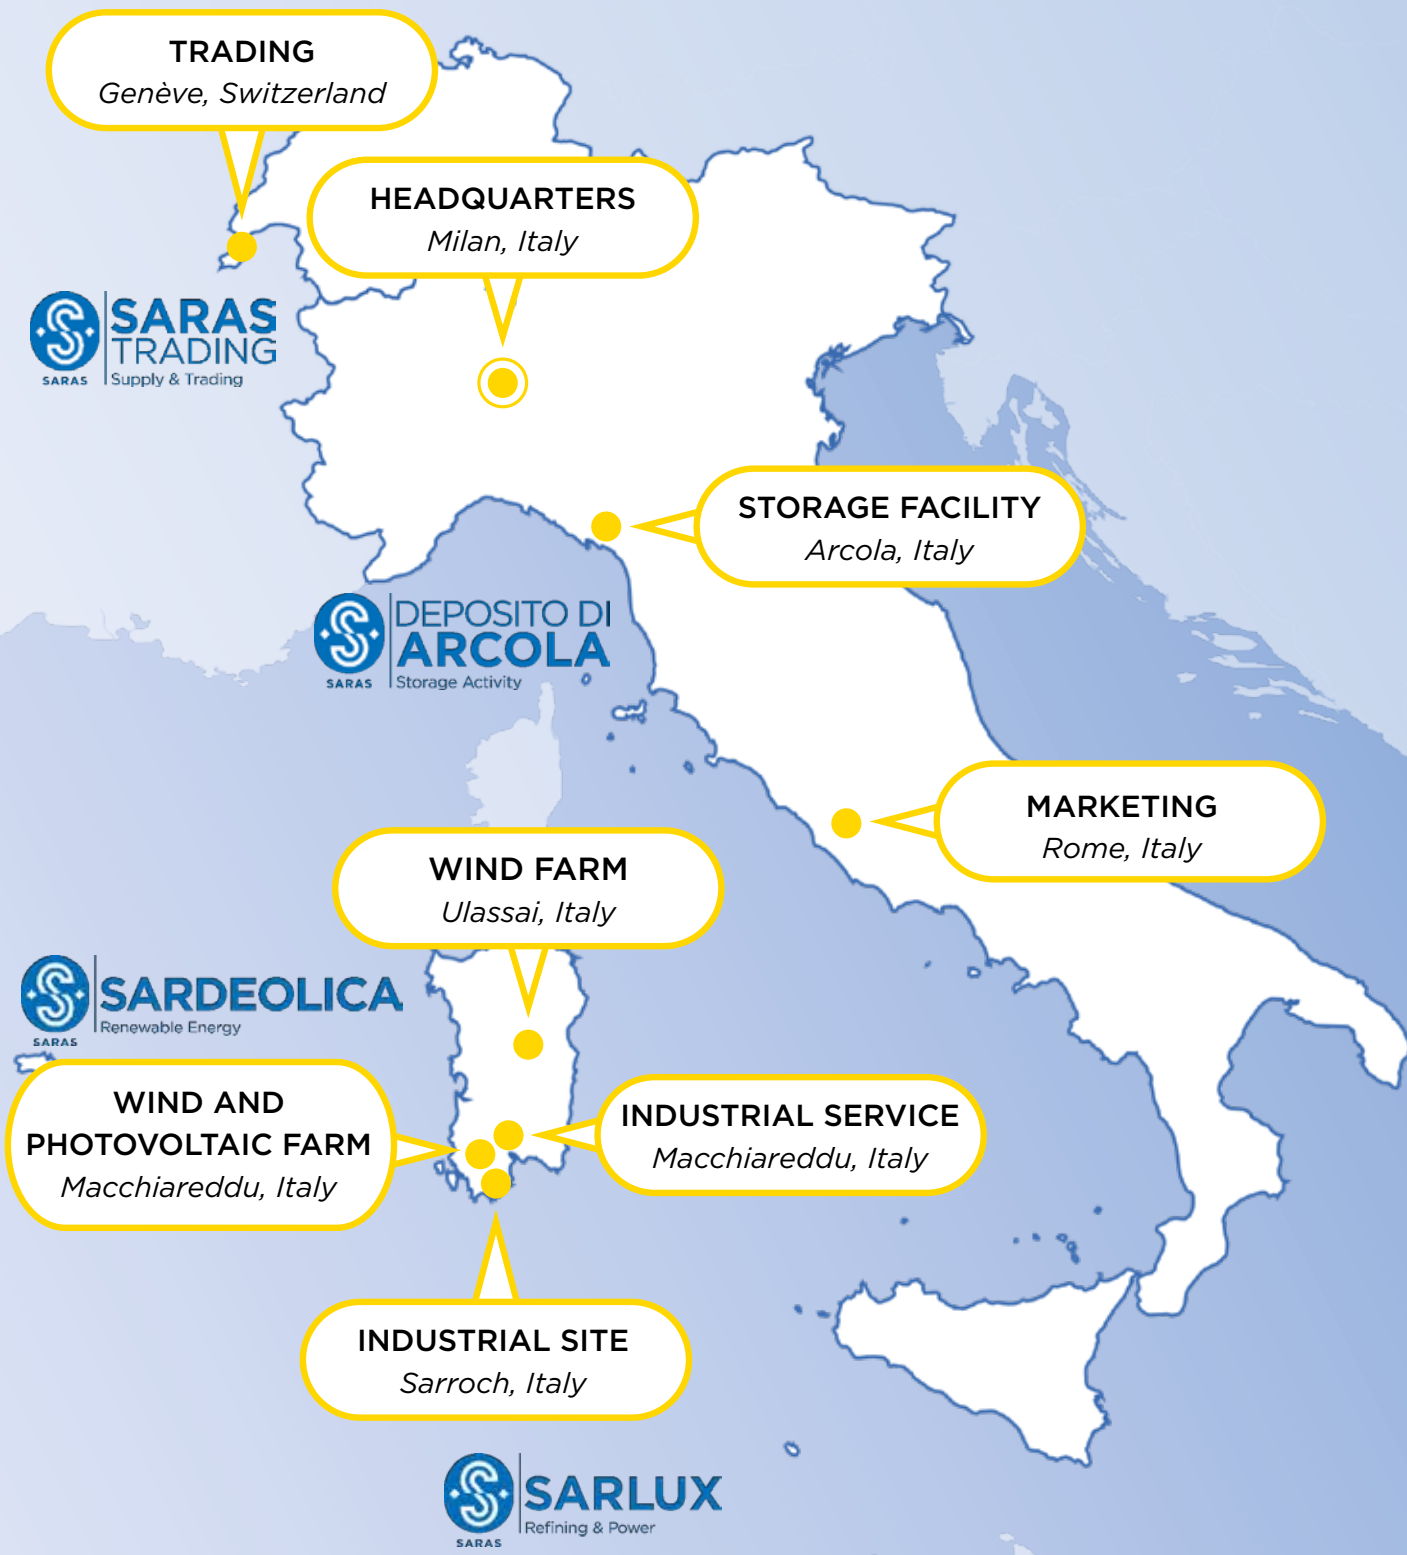 TRADING
Genève, Switzerland
HEADQUARTERS
Milan, Italy
SARAS
SARAS
TRADING
Supply & Trading
STORAGE FACILITY
Arcola, Italy
SARAS
DEPOSITO DI
ARCOLA
Storage Activity
MARKETING
Rome, Italy
WIND FARM
Ulassai, Italy
SARAS
SARDEOLICA
Renewable Energy
WIND AND
PHOTOVOLTAIC FARM
Macchiareddu, Italy
INDUSTRIAL SERVICE
Macchiareddu, Italy
INDUSTRIAL SITE
Sarroch, Italy
SARAS
SARLUX
Refining & Power